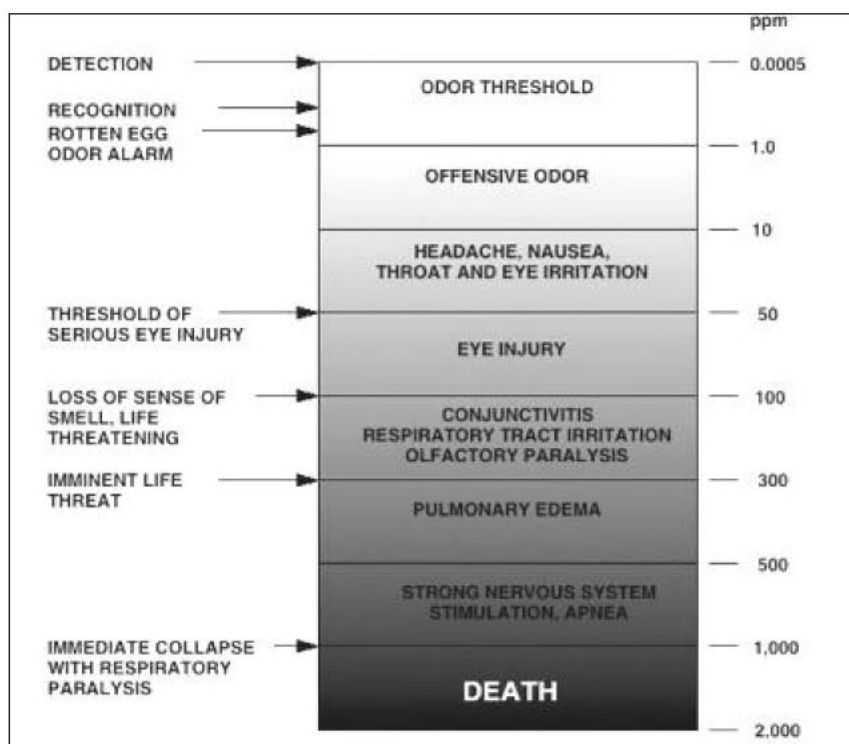 ppm
DETECTION
0.0005
ODOR THRESHOLD
RECOGNITION
ROTTEN EGG
ODOR ALARM
1.0
OFFENSIVE ODOR
10
HEADACHE, NAUSEA,
THROAT AND EYE IRRITATION
THRESHOLD OF
SERIOUS EYE INJURY
50
EYE INJURY
LOSS OF SENSE OF
SMELL, LIFE
THREATENING
100
CONJUNCTIVITIS
RESPIRATORY TRACT IRRITATION
OLFACTORY PARALYSIS
IMMINENT LIFE
THREAT
300
PULMONARY EDEMA
500
STRONG NERVOUS SYSTEM
STIMULATION, APNEA
IMMEDIATE COLLAPSE
WITH RESPIRATORY
PARALYSIS
1,000
DEATH
2.000